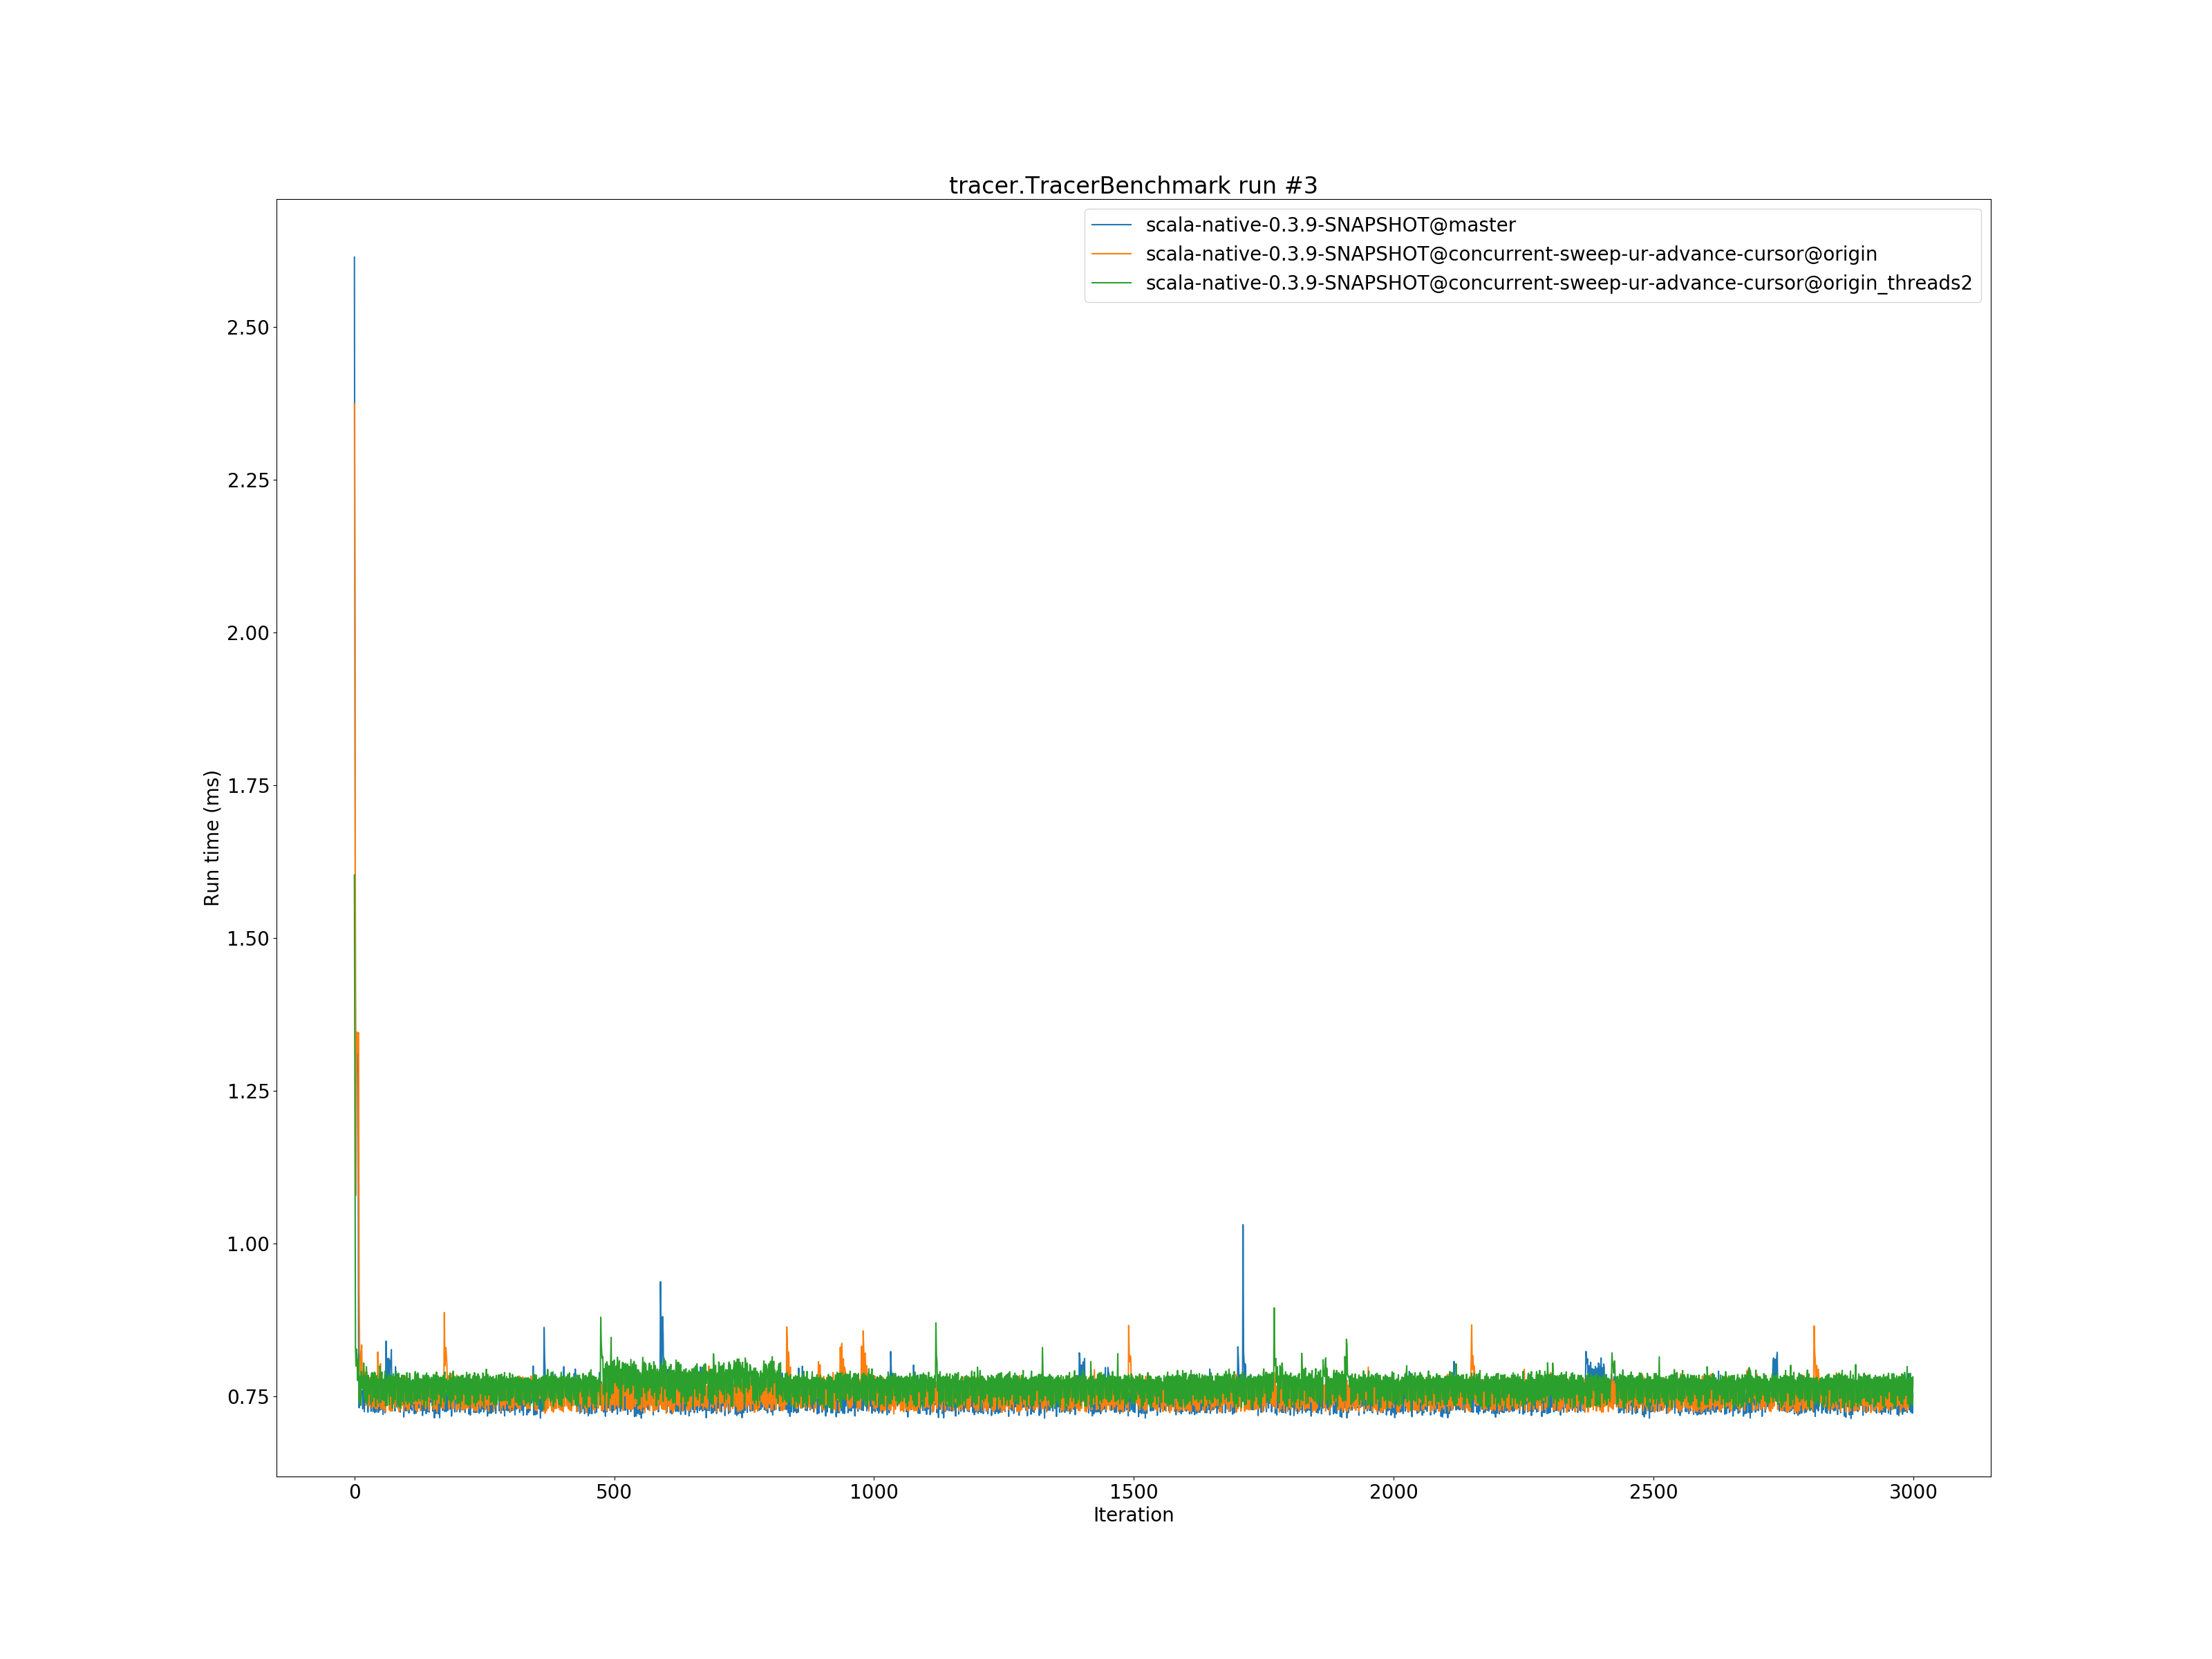 tracer.TracerBenchmark run #3
scala-native-0.3.9-SNAPSHOT@master
scala-native-0.3.9-SNAPSHOT@concurrent-sweep-ur-advance-cursor@origin
scala-native-0.3.9-SNAPSHOT@concurrent-sweep-ur-advance-cursor@origin_threads2
Run time (ms)
2.50
2.25
2.00
1.75
1.50
1.25
1.00
0.75
0 500 1000 1500 2000 2500 3000
Iteration